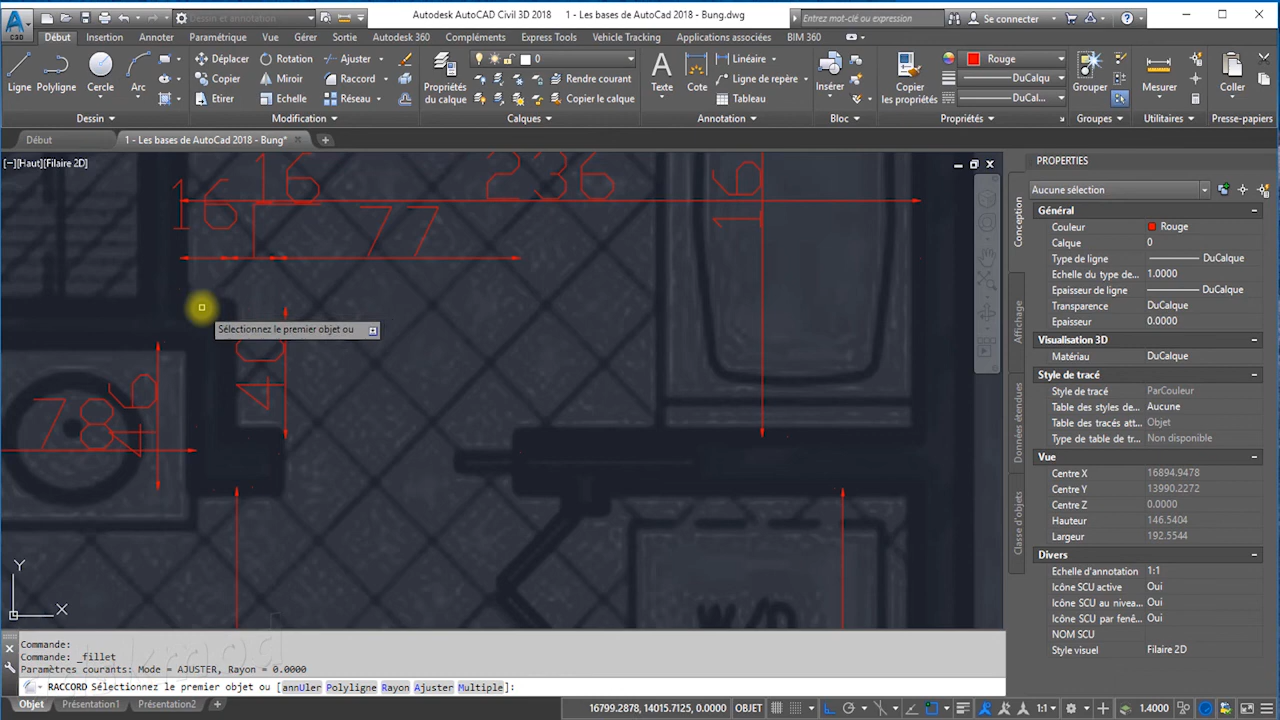 Dessin et annotation
Autodesk AutoCAD Civil 3D 2018
1 - Les bases de AutoCad 2018 - Bung.dwg
Entrez mot-clé ou expression
Se connecter
C3D
Début
Insertion
Annoter
Paramétrique
Vue
Gérer
Sortie
Autodesk 360
Compléments
Express Tools
Vehicle Tracking
Applications associées
BIM 360
Ligne
Polyligne
Cercle
Arc
Déplacer
Rotation
Ajuster
Copier
Miroir
Raccord
Etirer
Echelle
Réseau
Propriétés du calque
0
Rendre courant
Copier le calque
Texte
Cote
Linéaire
Ligne de repère
Tableau
Insérer
Copier les propriétés
Rouge
DuCalqu
DuCal...
Grouper
Mesurer
Coller
Dessin
Modification
Calques
Annotation
Bloc
Propriétés
Groupes
Utilitaires
Presse-papiers
Début
1 - Les bases de AutoCad 2018 - Bung*
[−][Haut][Filaire 2D]
16
16
236
16
77
40
46
78
Sélectionnez le premier objet ou
Y
X
PROPERTIES
Aucune sélection
Conception
Affichage
Données étendues
Classe d'objets
Général
Couleur Rouge
Calque 0
Type de ligne DuCalque
Echelle du type de... 1.0000
Epaisseur de ligne DuCalque
Transparence DuCalque
Epaisseur 0.0000
Visualisation 3D
Matériau DuCalque
Style de tracé
Style de tracé ParCouleur
Table des styles de... Aucune
Table des tracés att... Objet
Type de table de tr... Non disponible
Vue
Centre X 16894.9478
Centre Y 13990.2272
Centre Z 0.0000
Hauteur 146.5404
Largeur 192.5544
Divers
Echelle d'annotation 1:1
Icône SCU active Oui
Icône SCU au nivea... Oui
Icône SCU par fenê... Oui
NOM SCU
Style visuel Filaire 2D
Commande:
Commande: _fillet
Paramètres courants: Mode = AJUSTER, Rayon = 0.0000
RACCORD Sélectionnez le premier objet ou [annUler Polyligne Rayon Ajuster Multiple]:
Objet
Présentation1
Présentation2
16799.2878, 14015.7125, 0.0000
OBJET
1:1
1.4000